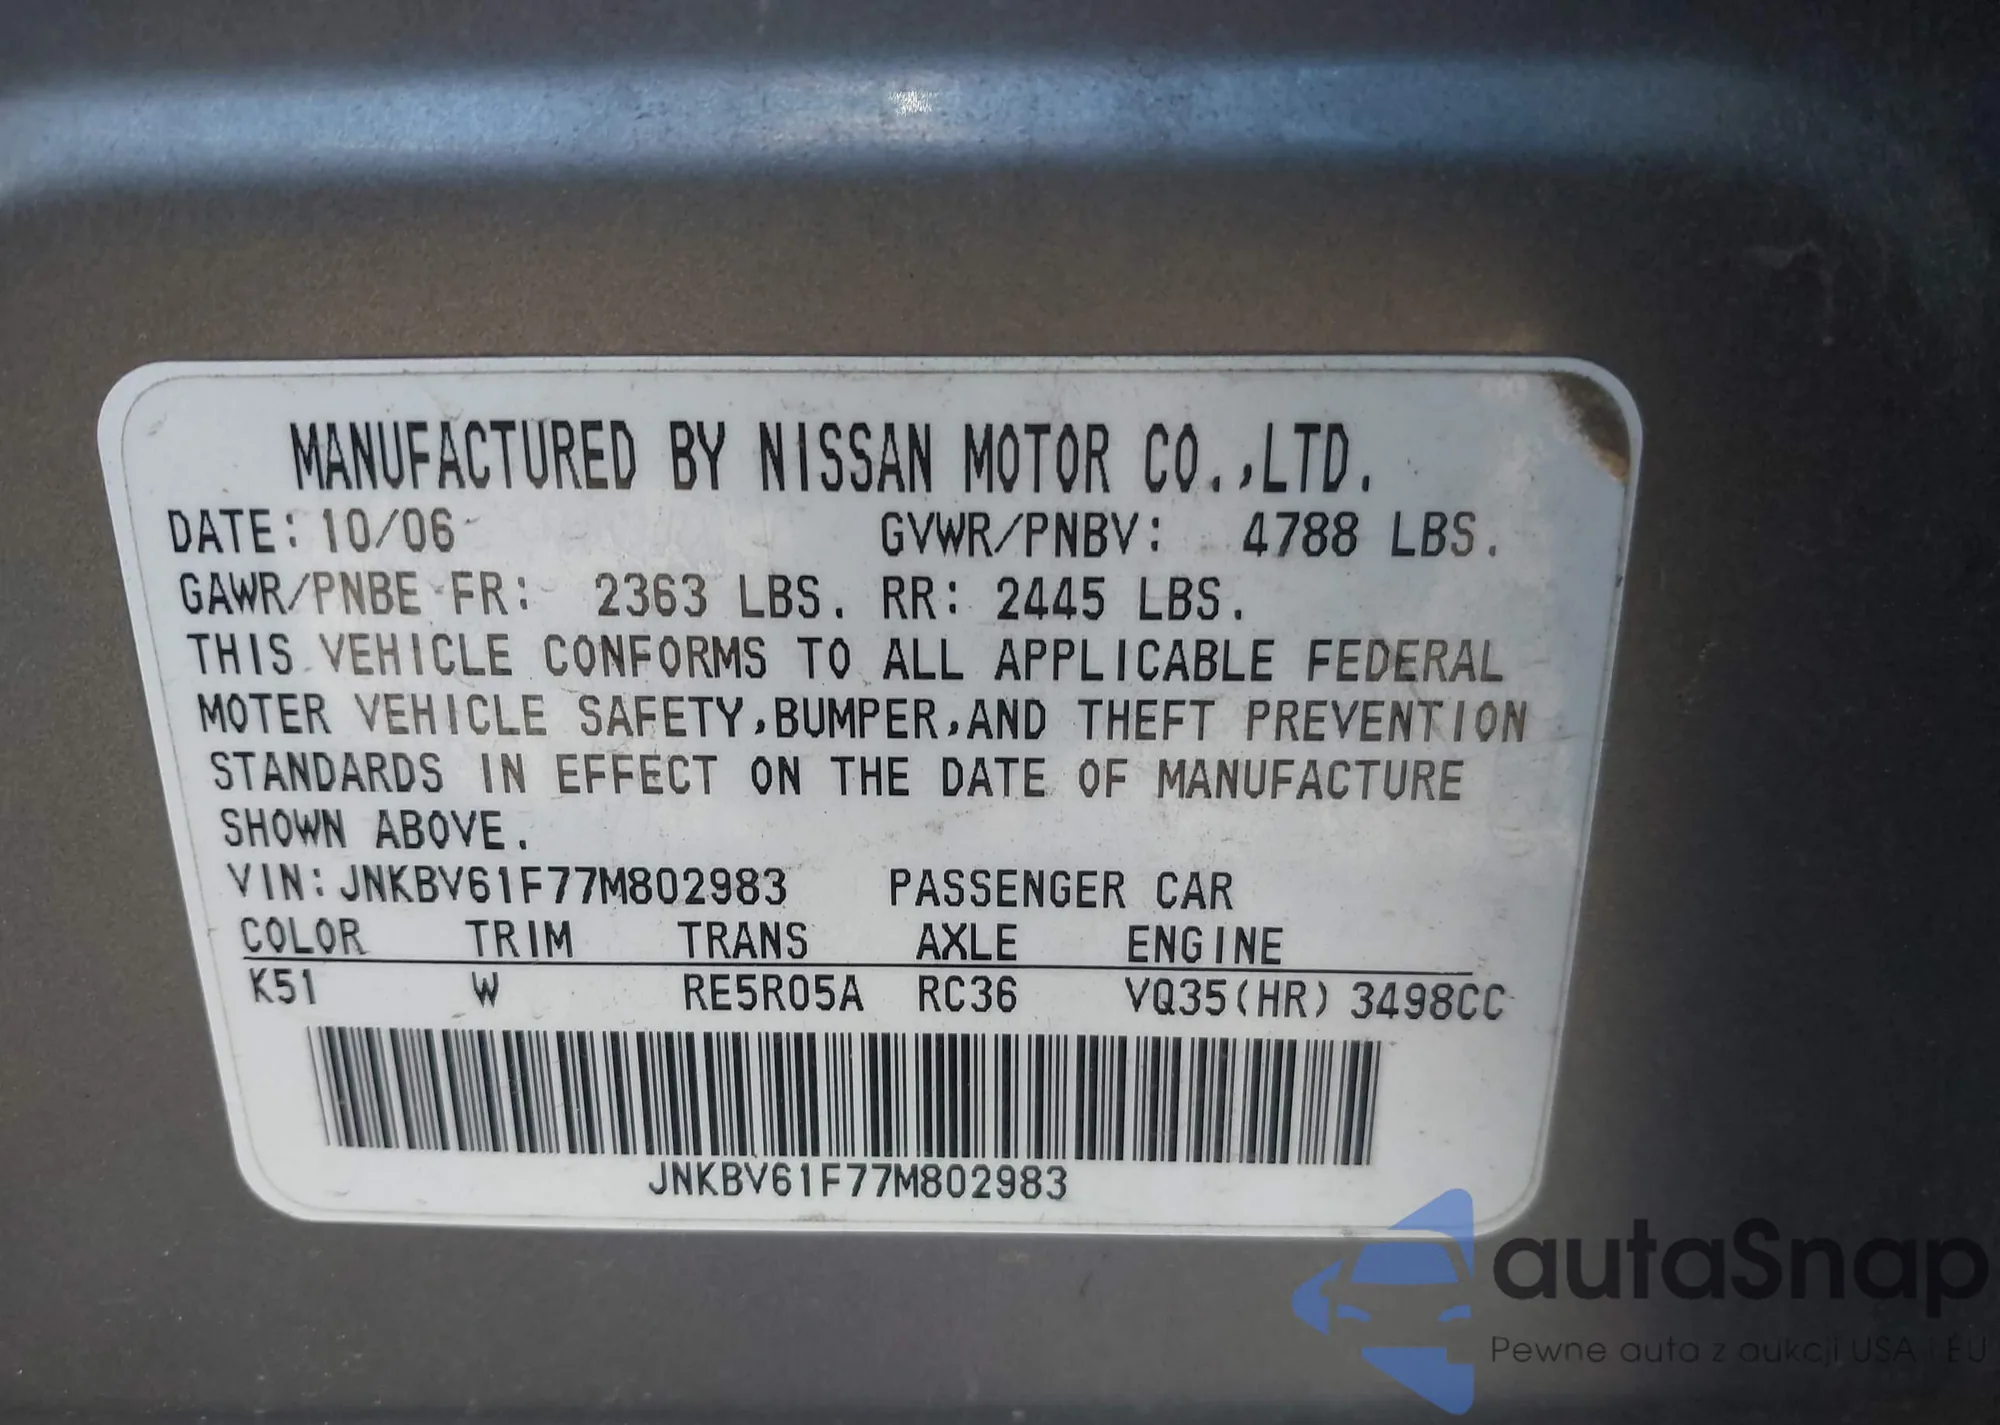 MANUFACTURED BY NISSAN MOTOR CO.,LTD.
DATE: 10/06 GVWR/PNBV: 4788 LBS.
GAWR/PNBE FR: 2363 LBS. RR: 2445 LBS.
THIS VEHICLE CONFORMS TO ALL APPLICABLE FEDERAL
MOTER VEHICLE SAFETY,BUMPER,AND THEFT PREVENTION
STANDARDS IN EFFECT ON THE DATE OF MANUFACTURE
SHOWN ABOVE.
VIN: JNKBV61F77M802983 PASSENGER CAR
COLOR TRIM TRANS AXLE ENGINE
K51 W RE5R05A RC36 VQ35(HR) 3498CC
JNKBV61F77M802983
autaSnap
Pewne auta z aukcji USA i EU